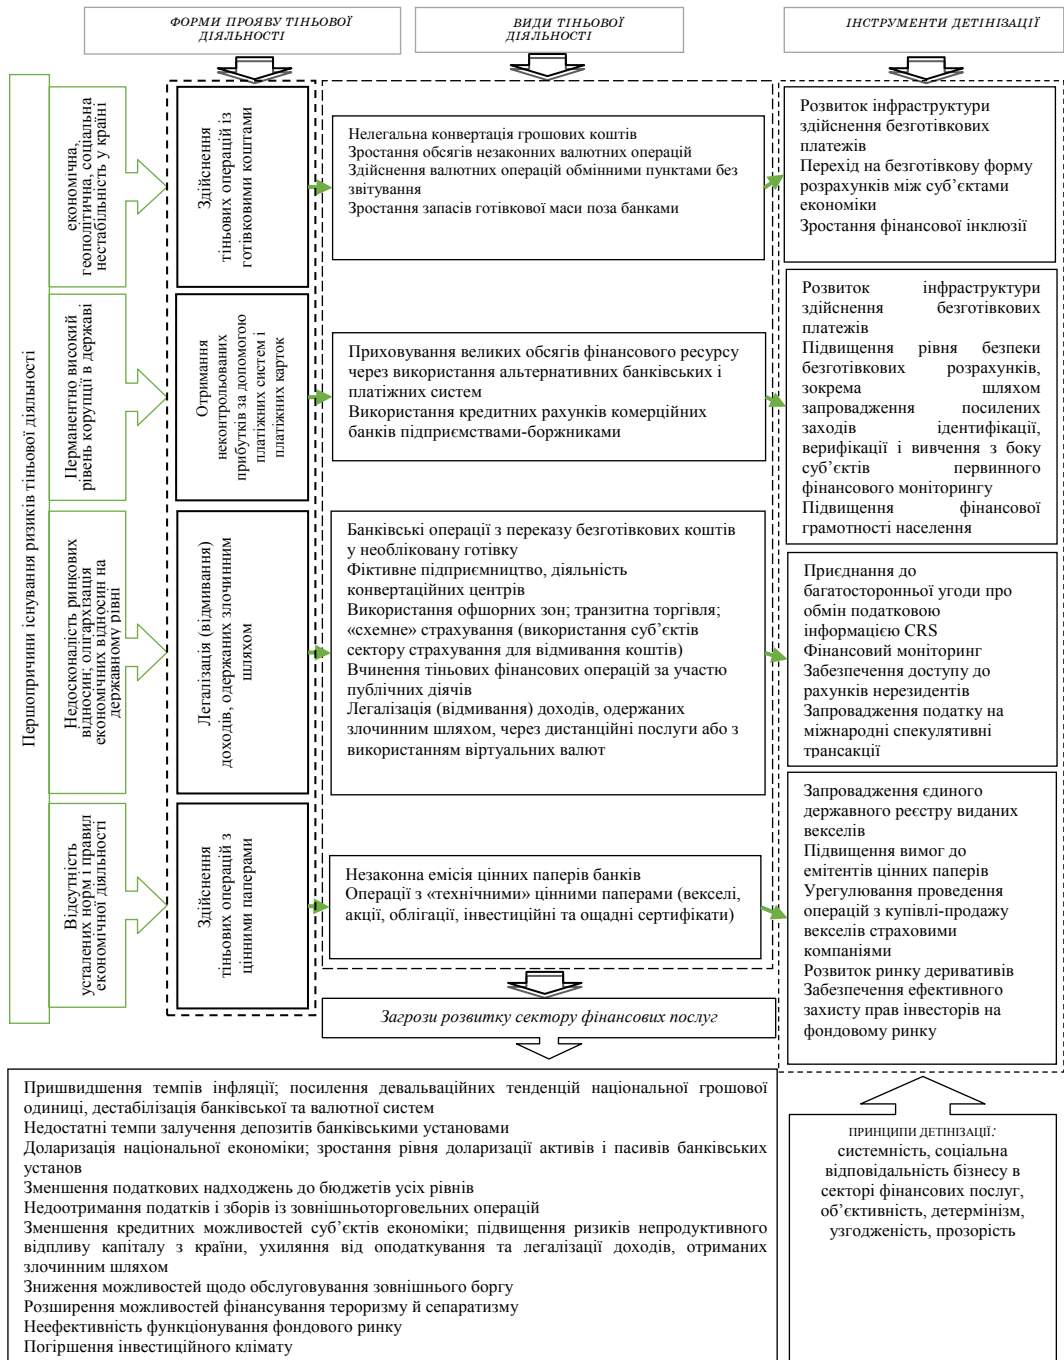 ФОРМИ ПРОЯВУ ТІНЬОВОЇ
ДІЯЛЬНОСТІ
ВИДИ ТІНЬОВОЇ
ДІЯЛЬНОСТІ
ІНСТРУМЕНТИ ДЕТІНІЗАЦІЇ
Першопричини існування ризиків тіньової діяльності
економічна,
геополітична, соціальна
нестабільність у країні
Здійснення
тіньових операцій із
готівковими коштами
Нелегальна конвертація грошових коштів
Зростання обсягів незаконних валютних операцій
Здійснення валютних операцій обмінними пунктами без
звітування
Зростання запасів готівкової маси поза банками
Розвиток інфраструктури
здійснення безготівкових
платежів
Перехід на безготівкову форму
розрахунків між суб’єктами
економіки
Зростання фінансової інклюзії
Перманентно високий
рівень корупції в державі
Отримання
неконтрольованих
прибутків за допомогою
платіжних систем і
платіжних карток
Приховування великих обсягів фінансового ресурсу
через використання альтернативних банківських і
платіжних систем
Використання кредитних рахунків комерційних
банків підприємствами-боржниками
Розвиток інфраструктури
здійснення безготівкових
платежів
Підвищення рівня безпеки
безготівкових розрахунків,
зокрема шляхом
запровадження посилених
заходів ідентифікації,
верифікації і вивчення з боку
суб’єктів первинного
фінансового моніторингу
Підвищення фінансової
грамотності населення
Недосконалість ринкових
відносин; олігархізація
економічних відносин на
державному рівні
Легалізація (відмивання)
доходів, одержаних злочинним
шляхом
Банківські операції з переказу безготівкових коштів
у необліковану готівку
Фіктивне підприємництво, діяльність
конвертаційних центрів
Використання офшорних зон; транзитна торгівля;
«схемне» страхування (використання суб’єктів
сектору страхування для відмивання коштів)
Вчинення тіньових фінансових операцій за участю
публічних діячів
Легалізація (відмивання) доходів, одержаних
злочинним шляхом, через дистанційні послуги або з
використанням віртуальних валют
Приєднання до
багатосторонньої угоди про
обмін податковою
інформацією CRS
Фінансовий моніторинг
Забезпечення доступу до
рахунків нерезидентів
Запровадження податку на
міжнародні спекулятивні
трансакції
Відсутність
усталених норм і правил
економічної діяльності
Здійснення
тіньових операцій з
цінними паперами
Незаконна емісія цінних паперів банків
Операції з «технічними» цінними паперами (векселі,
акції, облігації, інвестиційні та ощадні сертифікати)
Запровадження єдиного
державного реєстру виданих
векселів
Підвищення вимог до
емітентів цінних паперів
Урегулювання проведення
операцій з купівлі-продажу
векселів страховими
компаніями
Розвиток ринку деривативів
Забезпечення ефективного
захисту прав інвесторів на
фондовому ринку
Загрози розвитку сектору фінансових послуг
Пришвидшення темпів інфляції; посилення девальваційних тенденцій національної грошової
одиниці, дестабілізація банківської та валютної систем
Недостатні темпи залучення депозитів банківськими установами
Доларизація національної економіки; зростання рівня доларизації активів і пасивів банківських
установ
Зменшення податкових надходжень до бюджетів усіх рівнів
Недоотримання податків і зборів із зовнішньоторговельних операцій
Зменшення кредитних можливостей суб’єктів економіки; підвищення ризиків непродуктивного
відпливу капіталу з країни, ухиляння від оподаткування та легалізації доходів, отриманих
злочинним шляхом
Зниження можливостей щодо обслуговування зовнішнього боргу
Розширення можливостей фінансування тероризму й сепаратизму
Неефективність функціонування фондового ринку
Погіршення інвестиційного клімату
ПРИНЦИПИ ДЕТІНІЗАЦІЇ:
системність, соціальна
відповідальність бізнесу в
секторі фінансових послуг,
об’єктивність, детермінізм,
узгодженість, прозорість